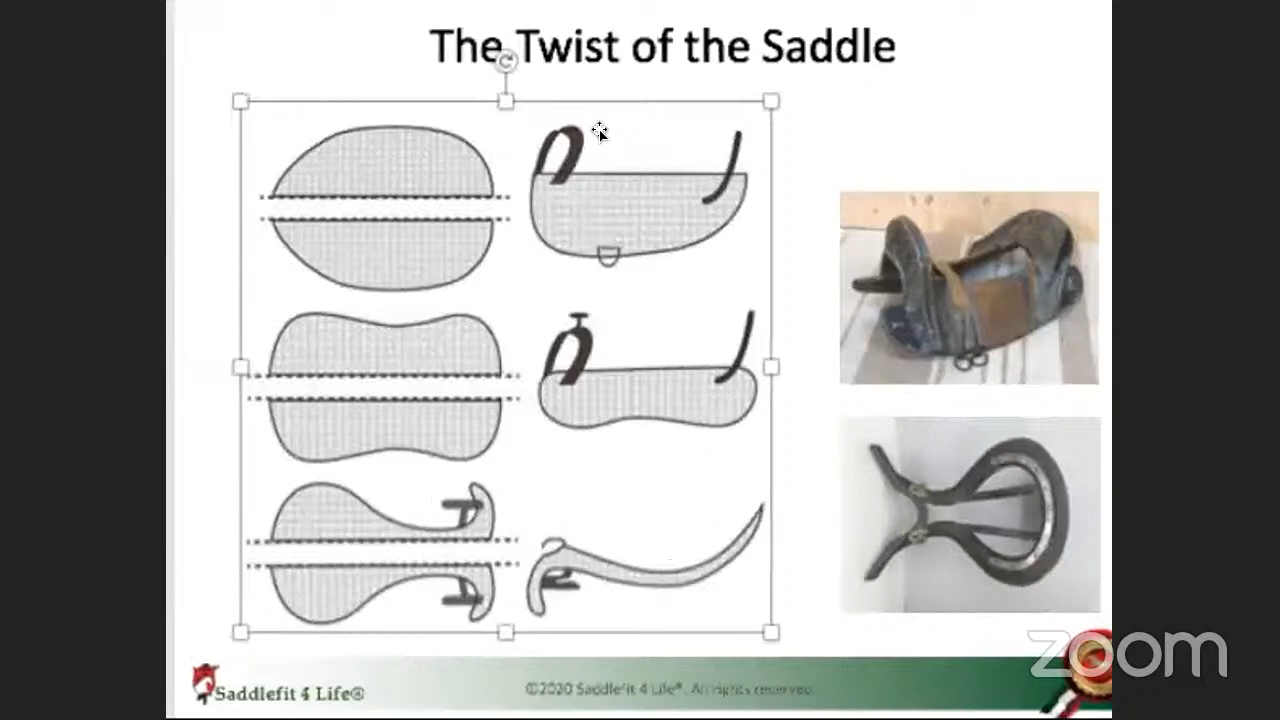 The Twist of the Saddle
Saddlefit 4 Life®
©2020 Saddlefit 4 Life®. All rights reserved.
zoom